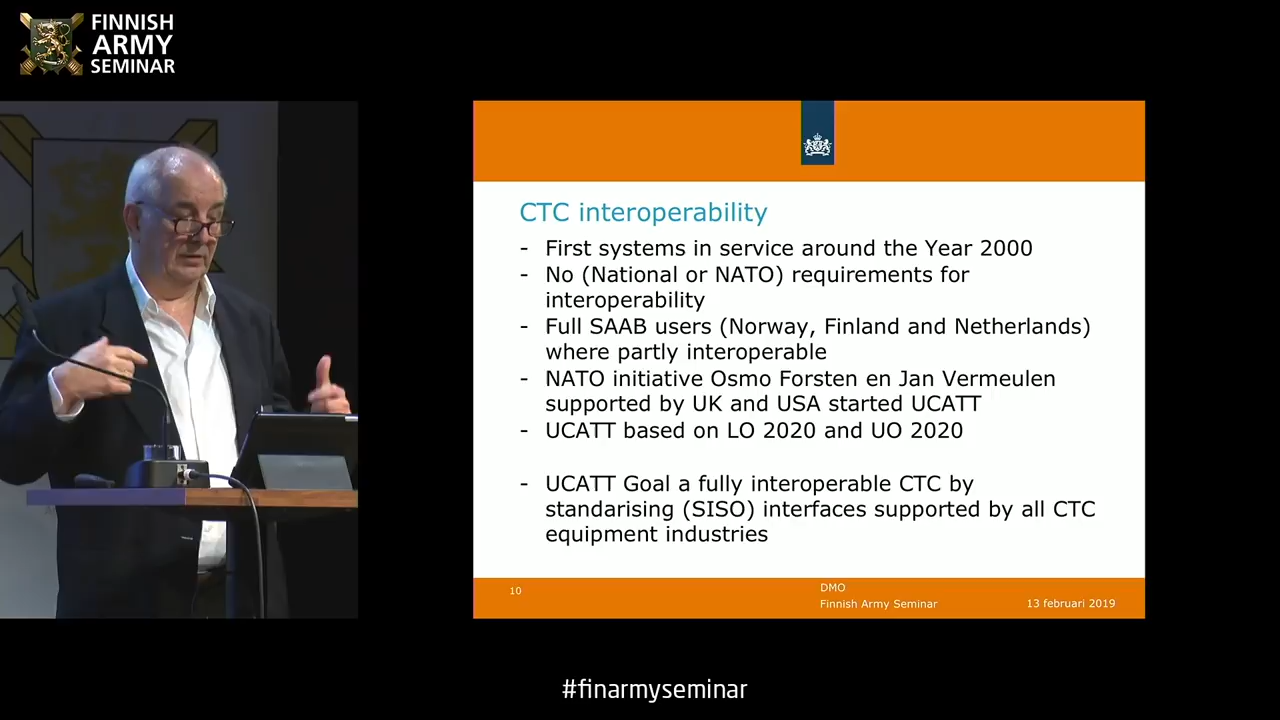 FINNISH
ARMY
SEMINAR
CTC interoperability
- First systems in service around the Year 2000
- No (National or NATO) requirements for
interoperability
- Full SAAB users (Norway, Finland and Netherlands)
where partly interoperable
- NATO initiative Osmo Forsten en Jan Vermeulen
supported by UK and USA started UCATT
- UCATT based on LO 2020 and UO 2020
- UCATT Goal a fully interoperable CTC by
standarising (SISO) interfaces supported by all CTC
equipment industries
10
DMO
Finnish Army Seminar
13 februari 2019
#finarmyseminar